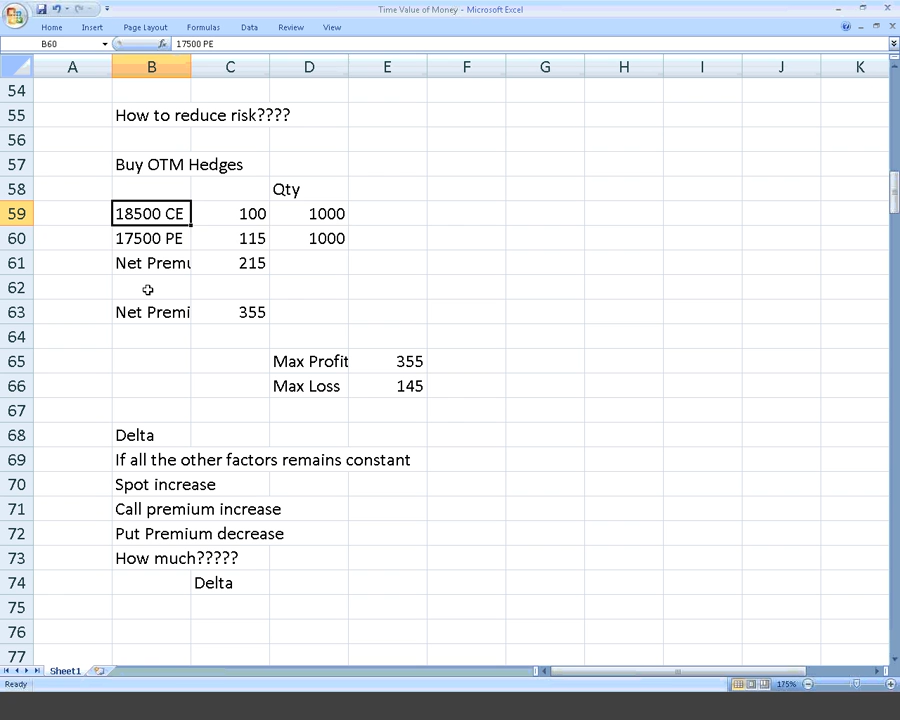 Time Value of Money - Microsoft Excel
Home Insert Page Layout Formulas Data Review View
B60 fx 17500 PE
A B C D E F G H I J K
54
55 How to reduce risk????
56
57 Buy OTM Hedges
58 Qty
59 18500 CE 100 1000
60 17500 PE 115 1000
61 Net Premu 215
62
63 Net Premi 355
64
65 Max Profit 355
66 Max Loss 145
67
68 Delta
69 If all the other factors remains constant
70 Spot increase
71 Call premium increase
72 Put Premium decrease
73 How much?????
74 Delta
75
76
77
Sheet1
Ready 175%